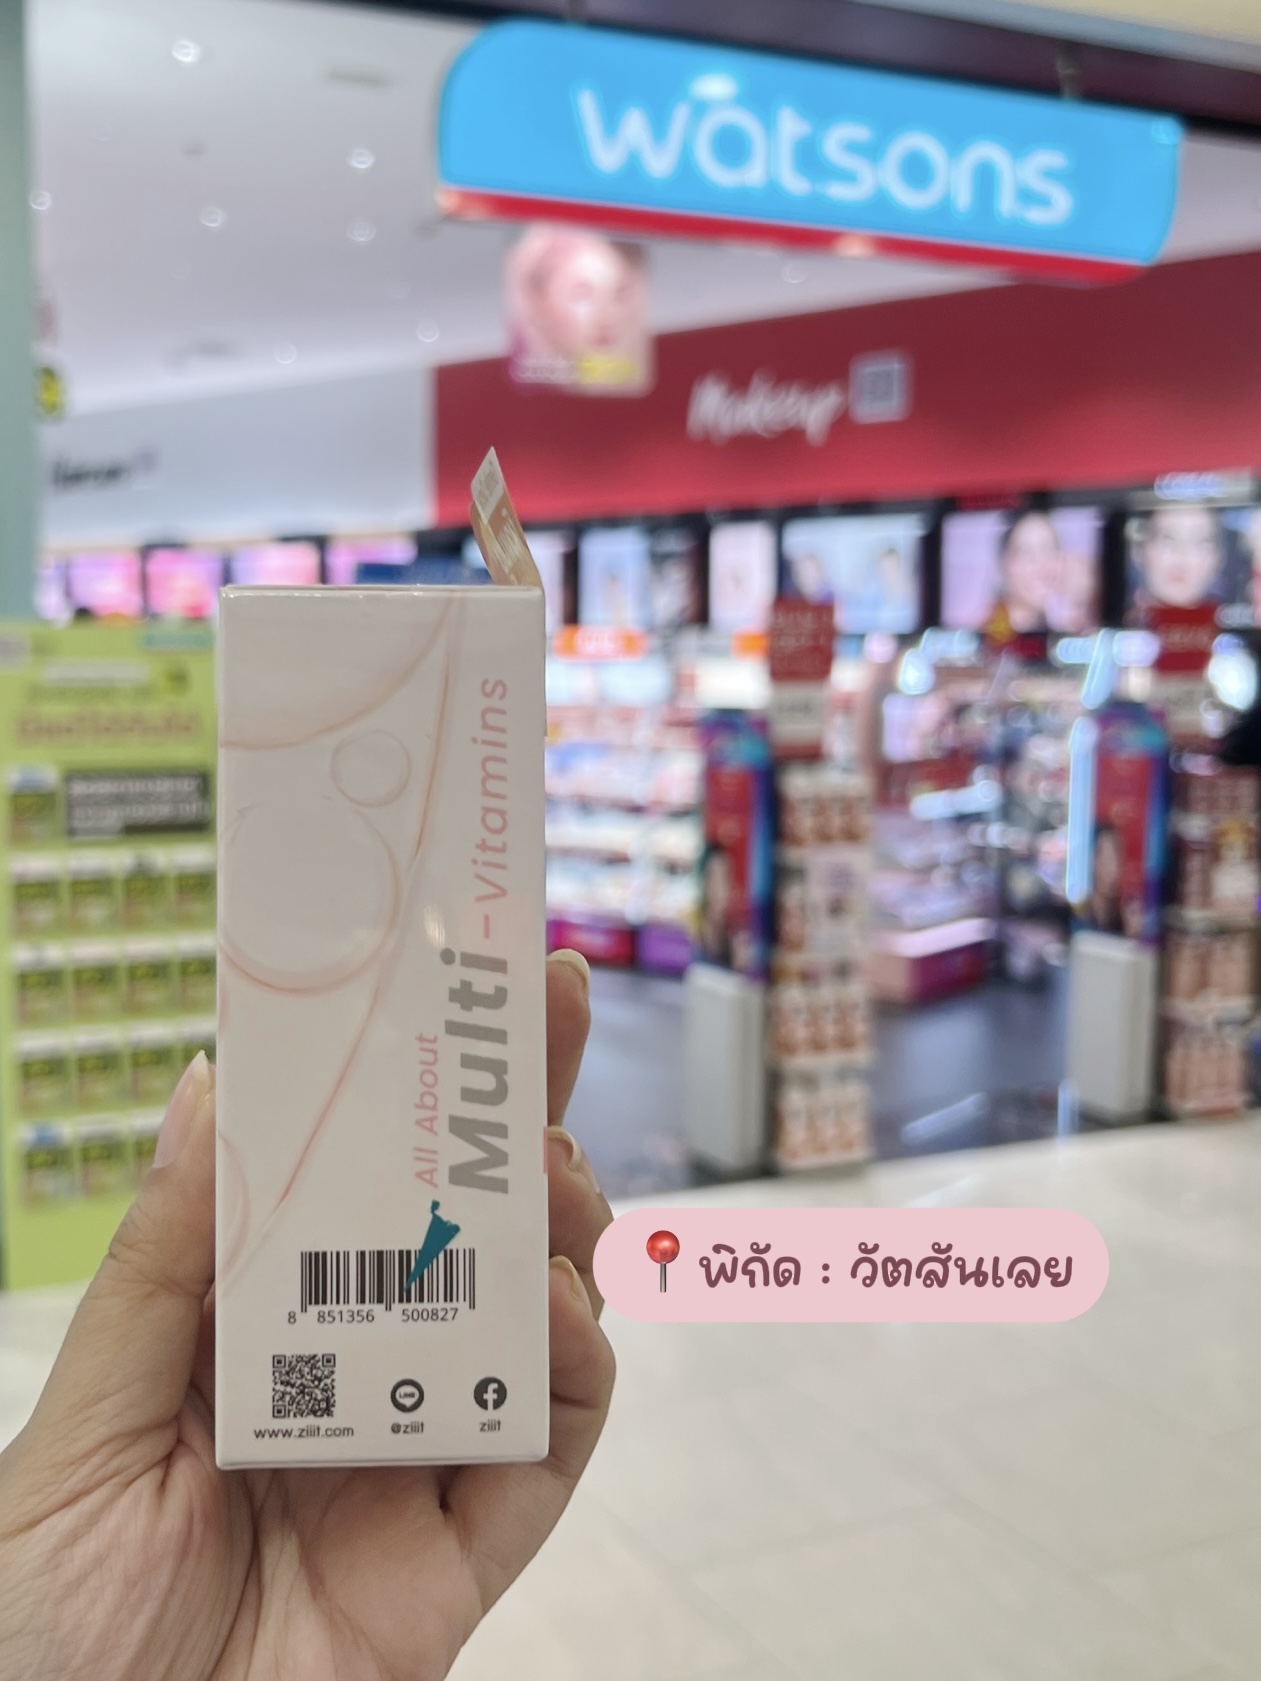 watsons
Makeup
All About
Multi-vitamins
8 851356 500827
www.ziiit.com
@ziiit
ziiit
LINE
📍 พิกัด : วัตสันเลย